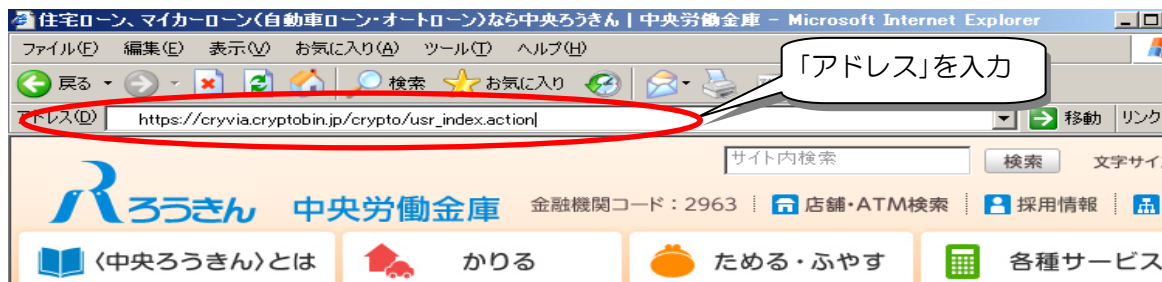 住宅ローン、マイカーローン(自動車ローン・オートローン)なら中央ろうきん | 中央労働金庫 - Microsoft Internet Explorer
ファイル(F) 編集(E) 表示(V) お気に入り(A) ツール(T) ヘルプ(H)
「アドレス」を入力
戻る 検索 お気に入り
アドレス(D) https://cryvia.cryptobin.jp/crypto/usr_index.action 移動 リンク
サイト内検索 検索 文字サイ
ろうきん 中央労働金庫 金融機関コード:2963 店舗・ATM検索 採用情報
〈中央ろうきん〉とは かりる ためる・ふやす 各種サービス